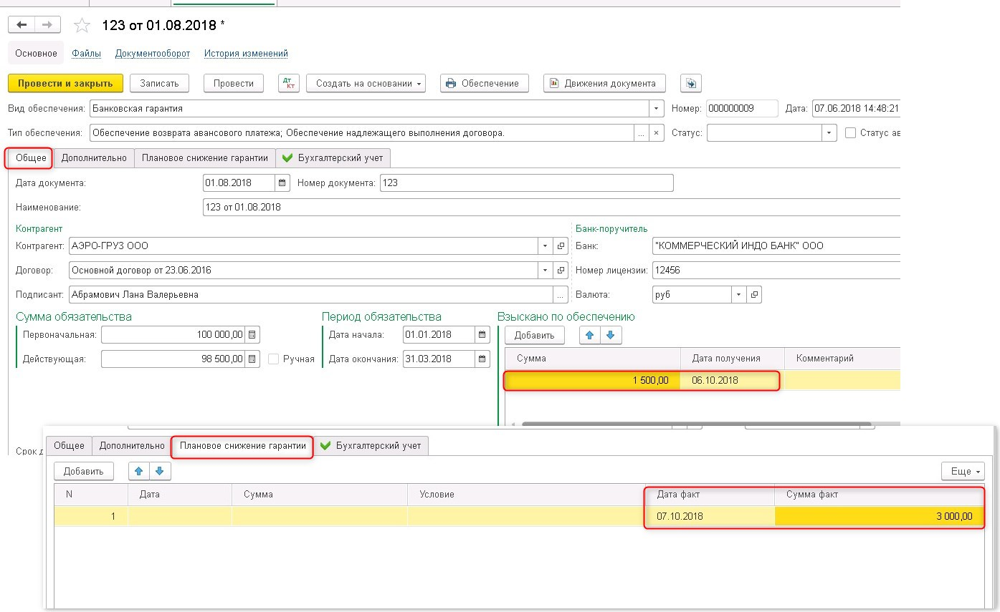 123 от 01.08.2018 *
Основное Файлы Документооборот История изменений
Провести и закрыть Записать Провести Дт Кт Создать на основании Обеспечение Движения документа
Вид обеспечения: Банковская гарантия Номер: 000000009 Дата: 07.06.2018 14:48:21
Тип обеспечения: Обеспечение возврата авансового платежа; Обеспечение надлежащего выполнения договора. ... × Статус: Статус ав
Общее Дополнительно Плановое снижение гарантии Бухгалтерский учет
Дата документа: 01.08.2018 Номер документа: 123
Наименование: 123 от 01.08.2018
Контрагент Банк-поручитель
Контрагент: АЭРО-ГРУЗ ООО Банк: "КОММЕРЧЕСКИЙ ИНДО БАНК" ООО
Договор: Основной договор от 23.06.2016 Номер лицензии: 12456
Подписант: Абрамович Лана Валерьевна ... Валюта: руб
Сумма обязательства Период обязательства Взыскано по обеспечению
Первоначальная: 100 000,00 Дата начала: 01.01.2018 Добавить
Действующая: 98 500,00 Ручная Дата окончания: 31.03.2018
Сумма Дата получения Комментарий
1 500,00 06.10.2018
Срок д
Общее Дополнительно Плановое снижение гарантии Бухгалтерский учет
Добавить Еще
N Дата Сумма Условие Дата факт Сумма факт
1 07.10.2018 3 000,00